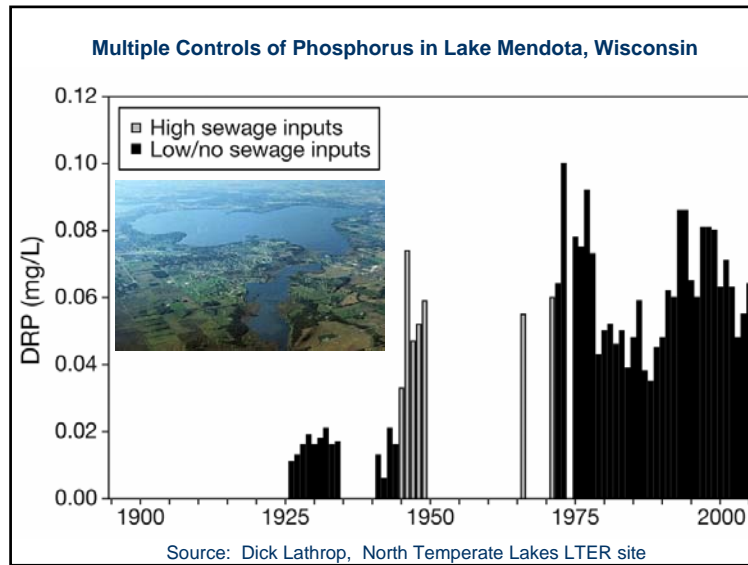 Multiple Controls of Phosphorus in Lake Mendota, Wisconsin
0.12
High sewage inputs
Low/no sewage inputs
0.10
0.08
DRP (mg/L)
0.06
0.04
0.02
0.00
1900 1925 1950 1975 2000
Source: Dick Lathrop, North Temperate Lakes LTER site